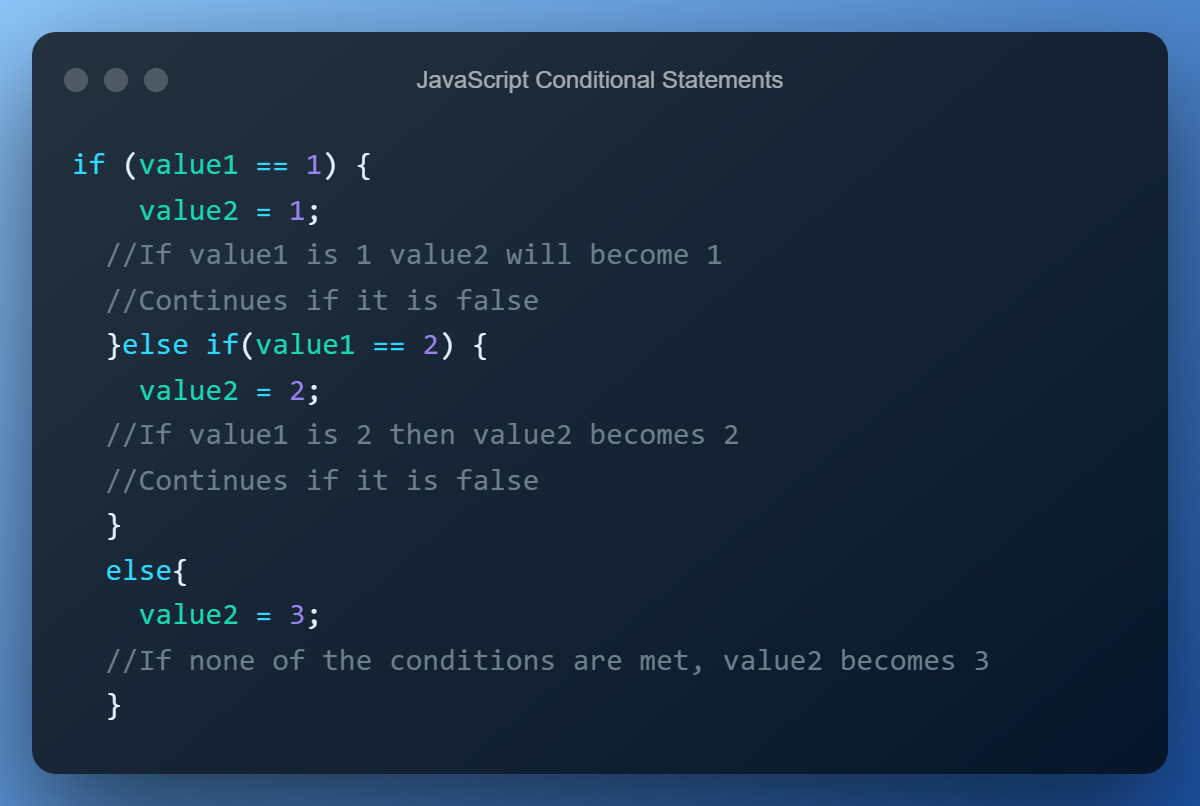 JavaScript Conditional Statements
if (value1 == 1) {
    value2 = 1;
  //If value1 is 1 value2 will become 1
  //Continues if it is false
  }else if(value1 == 2) {
    value2 = 2;
  //If value1 is 2 then value2 becomes 2
  //Continues if it is false
  }
  else{
    value2 = 3;
  //If none of the conditions are met, value2 becomes 3
  }